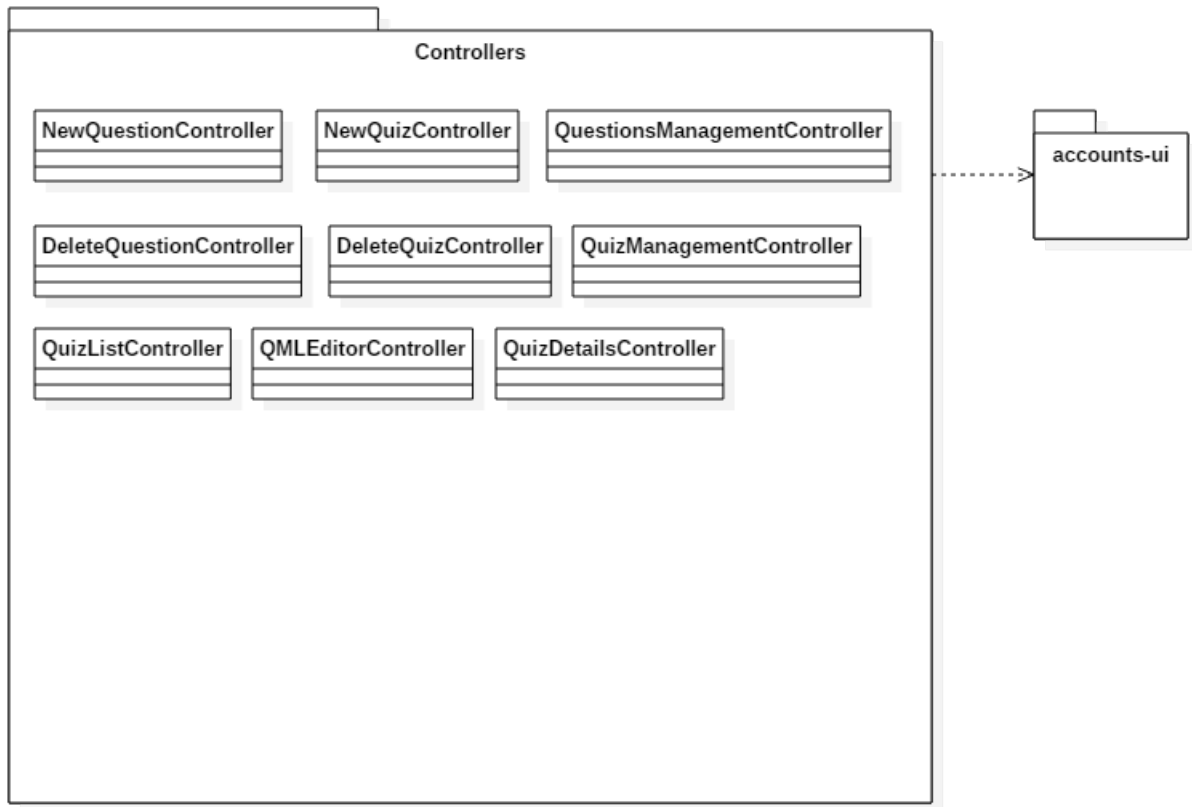 Controllers
NewQuestionController
NewQuizController
QuestionsManagementController
accounts-ui
DeleteQuestionController
DeleteQuizController
QuizManagementController
QuizListController
QMLEditorController
QuizDetailsController